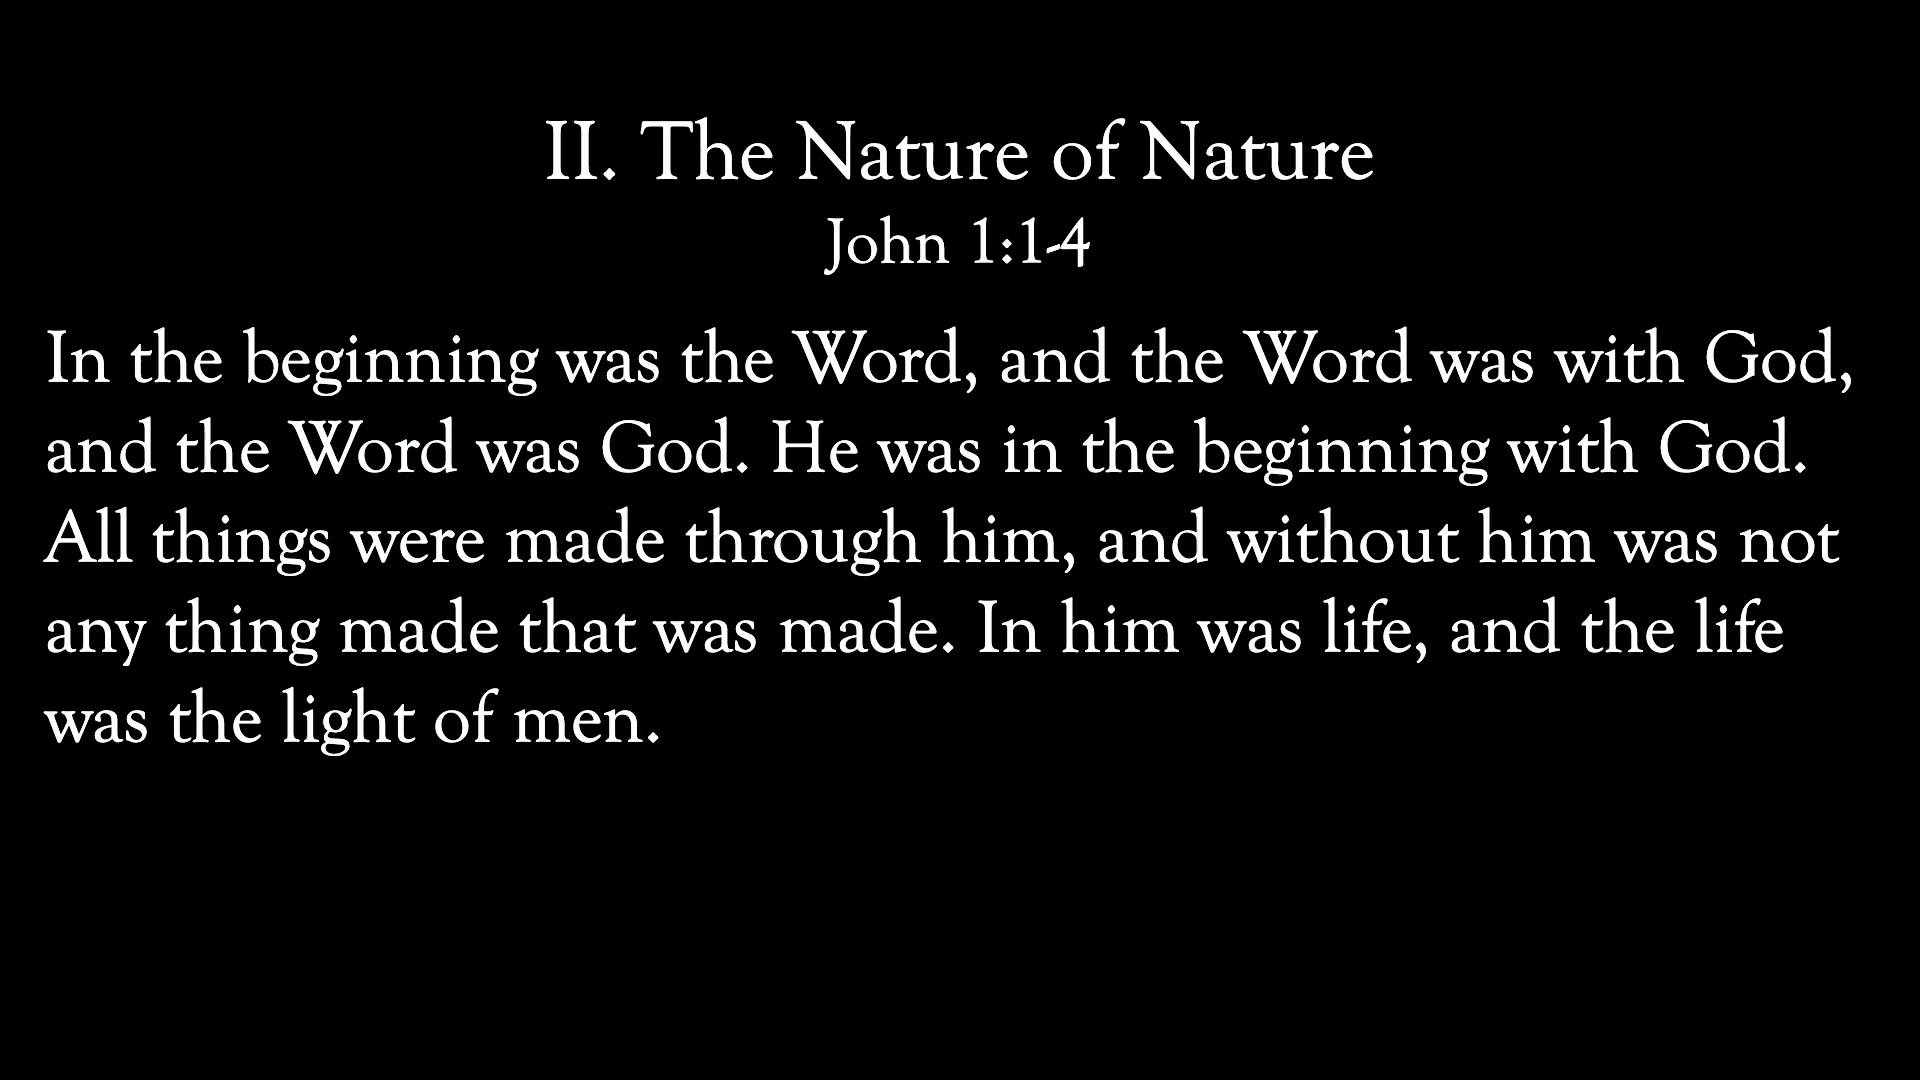 II. The Nature of Nature
John 1:1-4
In the beginning was the Word, and the Word was with God,
and the Word was God. He was in the beginning with God.
All things were made through him, and without him was not
any thing made that was made. In him was life, and the life
was the light of men.